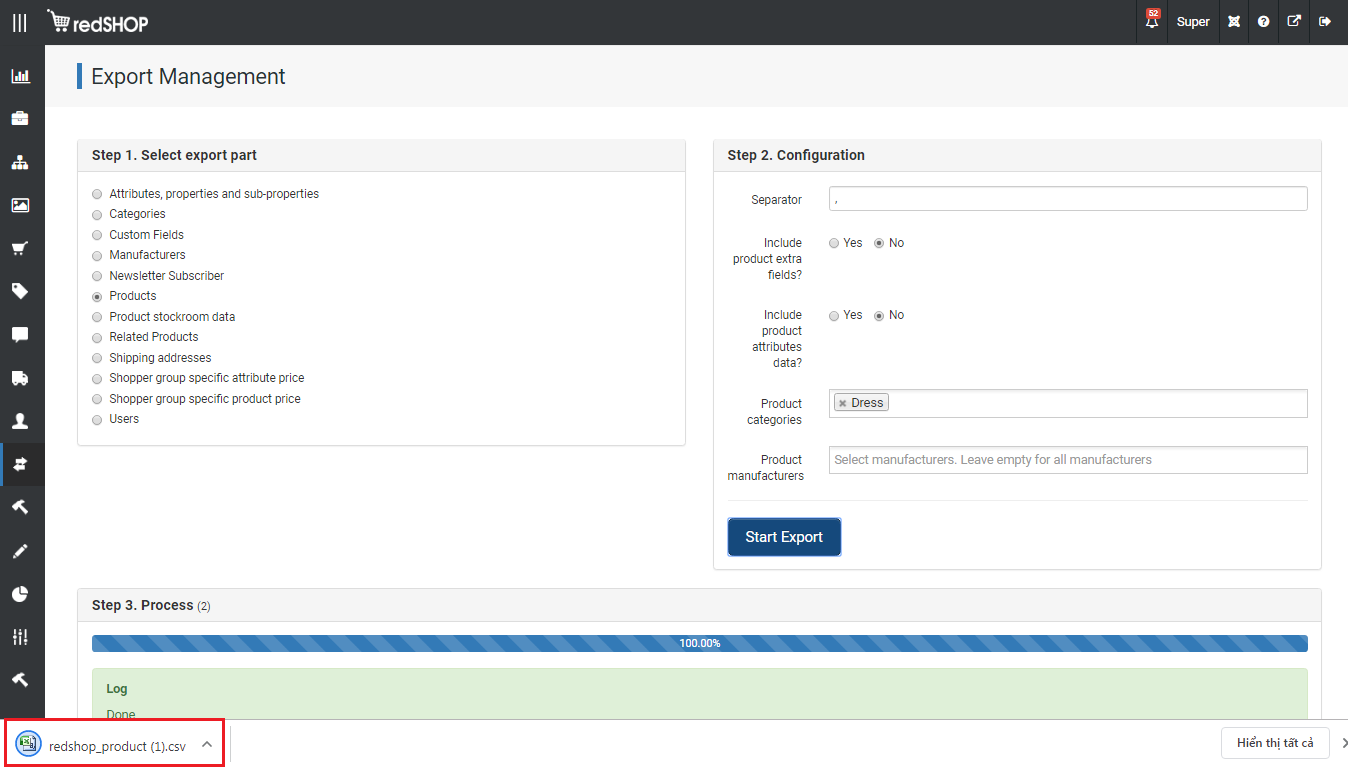 redSHOP
52
Super
Export Management
Step 1. Select export part
Attributes, properties and sub-properties
Categories
Custom Fields
Manufacturers
Newsletter Subscriber
Products
Product stockroom data
Related Products
Shipping addresses
Shopper group specific attribute price
Shopper group specific product price
Users
Step 2. Configuration
Separator
,
Include
product extra
fields?
Yes No
Include
product
attributes
data?
Yes No
Product
categories
Dress
Product
manufacturers
Select manufacturers. Leave empty for all manufacturers
Start Export
Step 3. Process (2)
100.00%
Log
Done
redshop_product (1).csv
Hiển thị tất cả